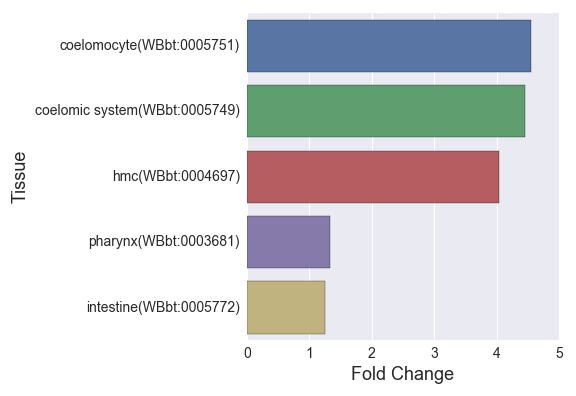 coelomocyte(WBbt:0005751)
coelomic system(WBbt:0005749)
hmc(WBbt:0004697)
pharynx(WBbt:0003681)
intestine(WBbt:0005772)
Tissue
0 1 2 3 4 5
Fold Change